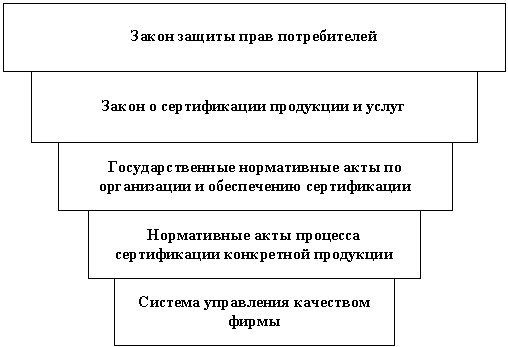 Закон защиты прав потребителей
Закон о сертификации продукции и услуг
Государственные нормативные акты по
организации и обеспечению сертификации
Нормативные акты процесса
сертификации конкретной продукции
Система управления качеством
фирмы